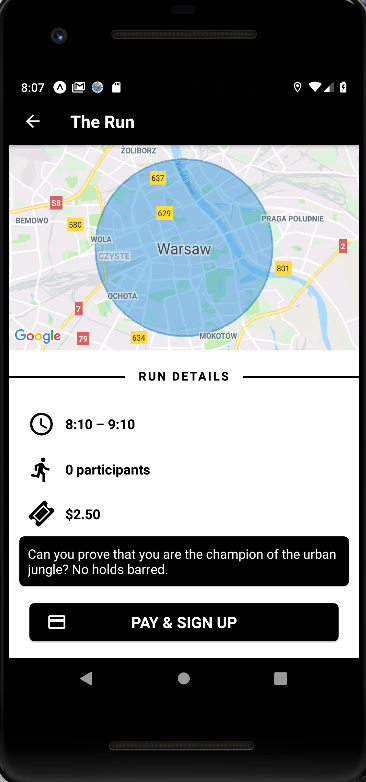 8:07
The Run
ŻOLIBORZ
637
S8
629
BEMOWO
580
PRAGA POŁUDNIE
WOLA
2
Warsaw
CZYSTE
801
OCHOTA
7
Google
79
634
MOKOTÓW
RUN DETAILS
8:10 – 9:10
0 participants
$2.50
Can you prove that you are the champion of the urban
jungle? No holds barred.
PAY & SIGN UP